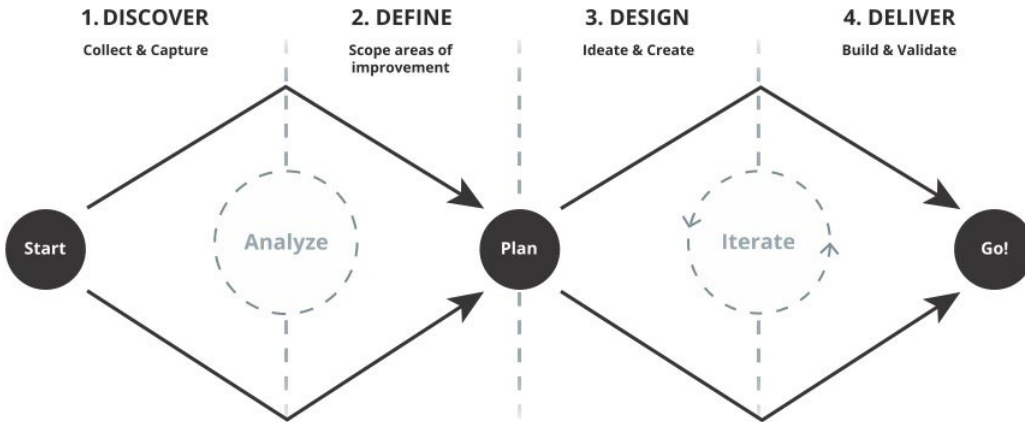 1. DISCOVER
Collect & Capture
2. DEFINE
Scope areas of
improvement
3. DESIGN
Ideate & Create
4. DELIVER
Build & Validate
Start
Analyze
Plan
Iterate
Go!